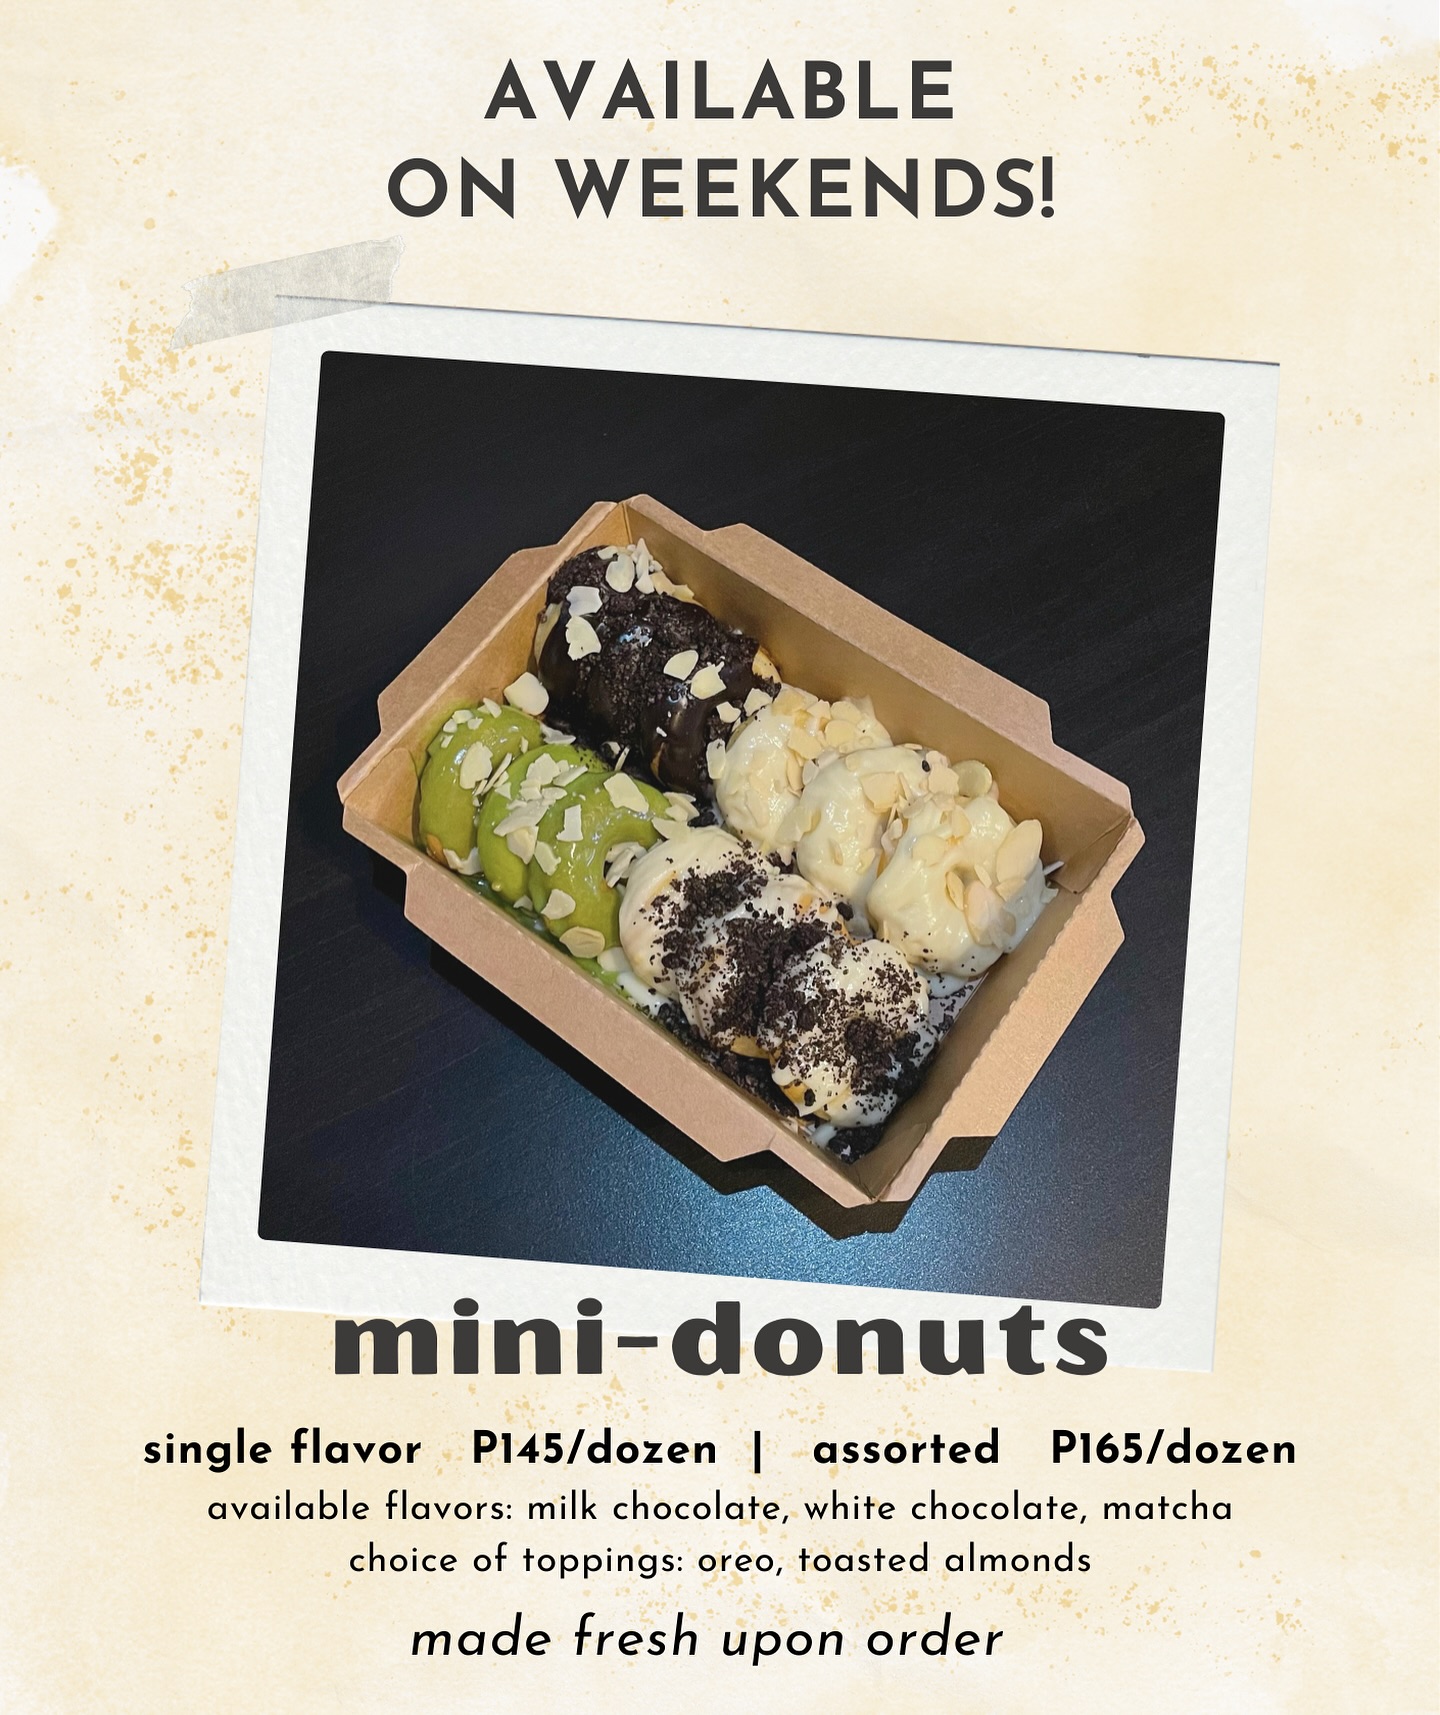 AVAILABLE
ON WEEKENDS!
mini-donuts
single flavor P145/dozen | assorted P165/dozen
available flavors: milk chocolate, white chocolate, matcha
choice of toppings: oreo, toasted almonds
made fresh upon order